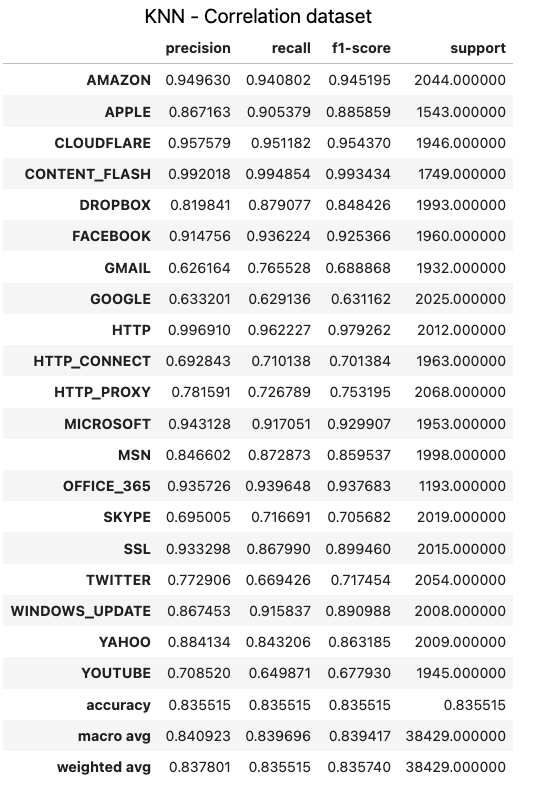 KNN - Correlation dataset
precision recall f1-score support
AMAZON 0.949630 0.940802 0.945195 2044.000000
APPLE 0.867163 0.905379 0.885859 1543.000000
CLOUDFLARE 0.957579 0.951182 0.954370 1946.000000
CONTENT_FLASH 0.992018 0.994854 0.993434 1749.000000
DROPBOX 0.819841 0.879077 0.848426 1993.000000
FACEBOOK 0.914756 0.936224 0.925366 1960.000000
GMAIL 0.626164 0.765528 0.688868 1932.000000
GOOGLE 0.633201 0.629136 0.631162 2025.000000
HTTP 0.996910 0.962227 0.979262 2012.000000
HTTP_CONNECT 0.692843 0.710138 0.701384 1963.000000
HTTP_PROXY 0.781591 0.726789 0.753195 2068.000000
MICROSOFT 0.943128 0.917051 0.929907 1953.000000
MSN 0.846602 0.872873 0.859537 1998.000000
OFFICE_365 0.935726 0.939648 0.937683 1193.000000
SKYPE 0.695005 0.716691 0.705682 2019.000000
SSL 0.933298 0.867990 0.899460 2015.000000
TWITTER 0.772906 0.669426 0.717454 2054.000000
WINDOWS_UPDATE 0.867453 0.915837 0.890988 2008.000000
YAHOO 0.884134 0.843206 0.863185 2009.000000
YOUTUBE 0.708520 0.649871 0.677930 1945.000000
accuracy 0.835515 0.835515 0.835515 0.835515
macro avg 0.840923 0.839696 0.839417 38429.000000
weighted avg 0.837801 0.835515 0.835740 38429.000000